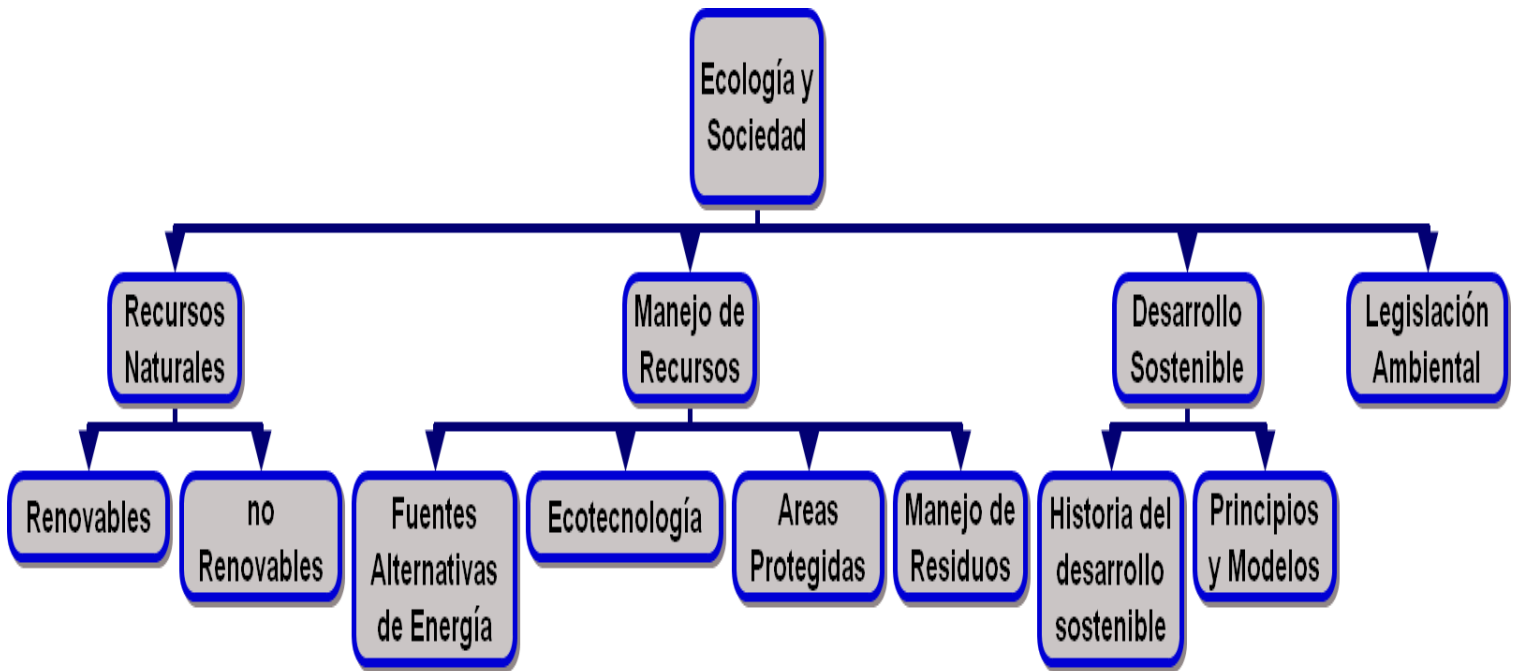 Ecología y
Sociedad
Recursos
Naturales
Manejo de
Recursos
Desarrollo
Sostenible
Legislación
Ambiental
Renovables
no
Renovables
Fuentes
Alternativas
de Energía
Ecotecnología
Areas
Protegidas
Manejo de
Residuos
Historia del
desarrollo
sostenible
Principios
y Modelos